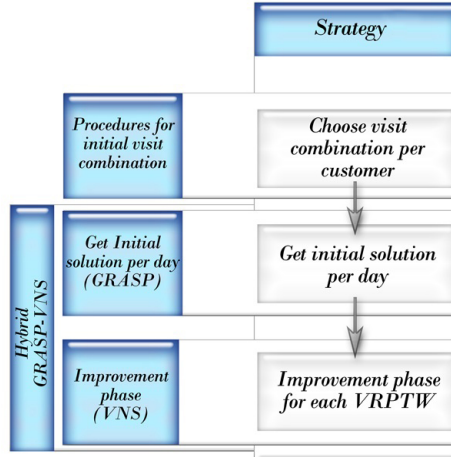 Strategy
Procedures for
initial visit
combination
Choose visit
combination per
customer
Hybrid
GRASP-VNS
Get Initial
solution per day
(GRASP)
Get initial solution
per day
Improvement
phase
(VNS)
Improvement phase
for each VRPTW